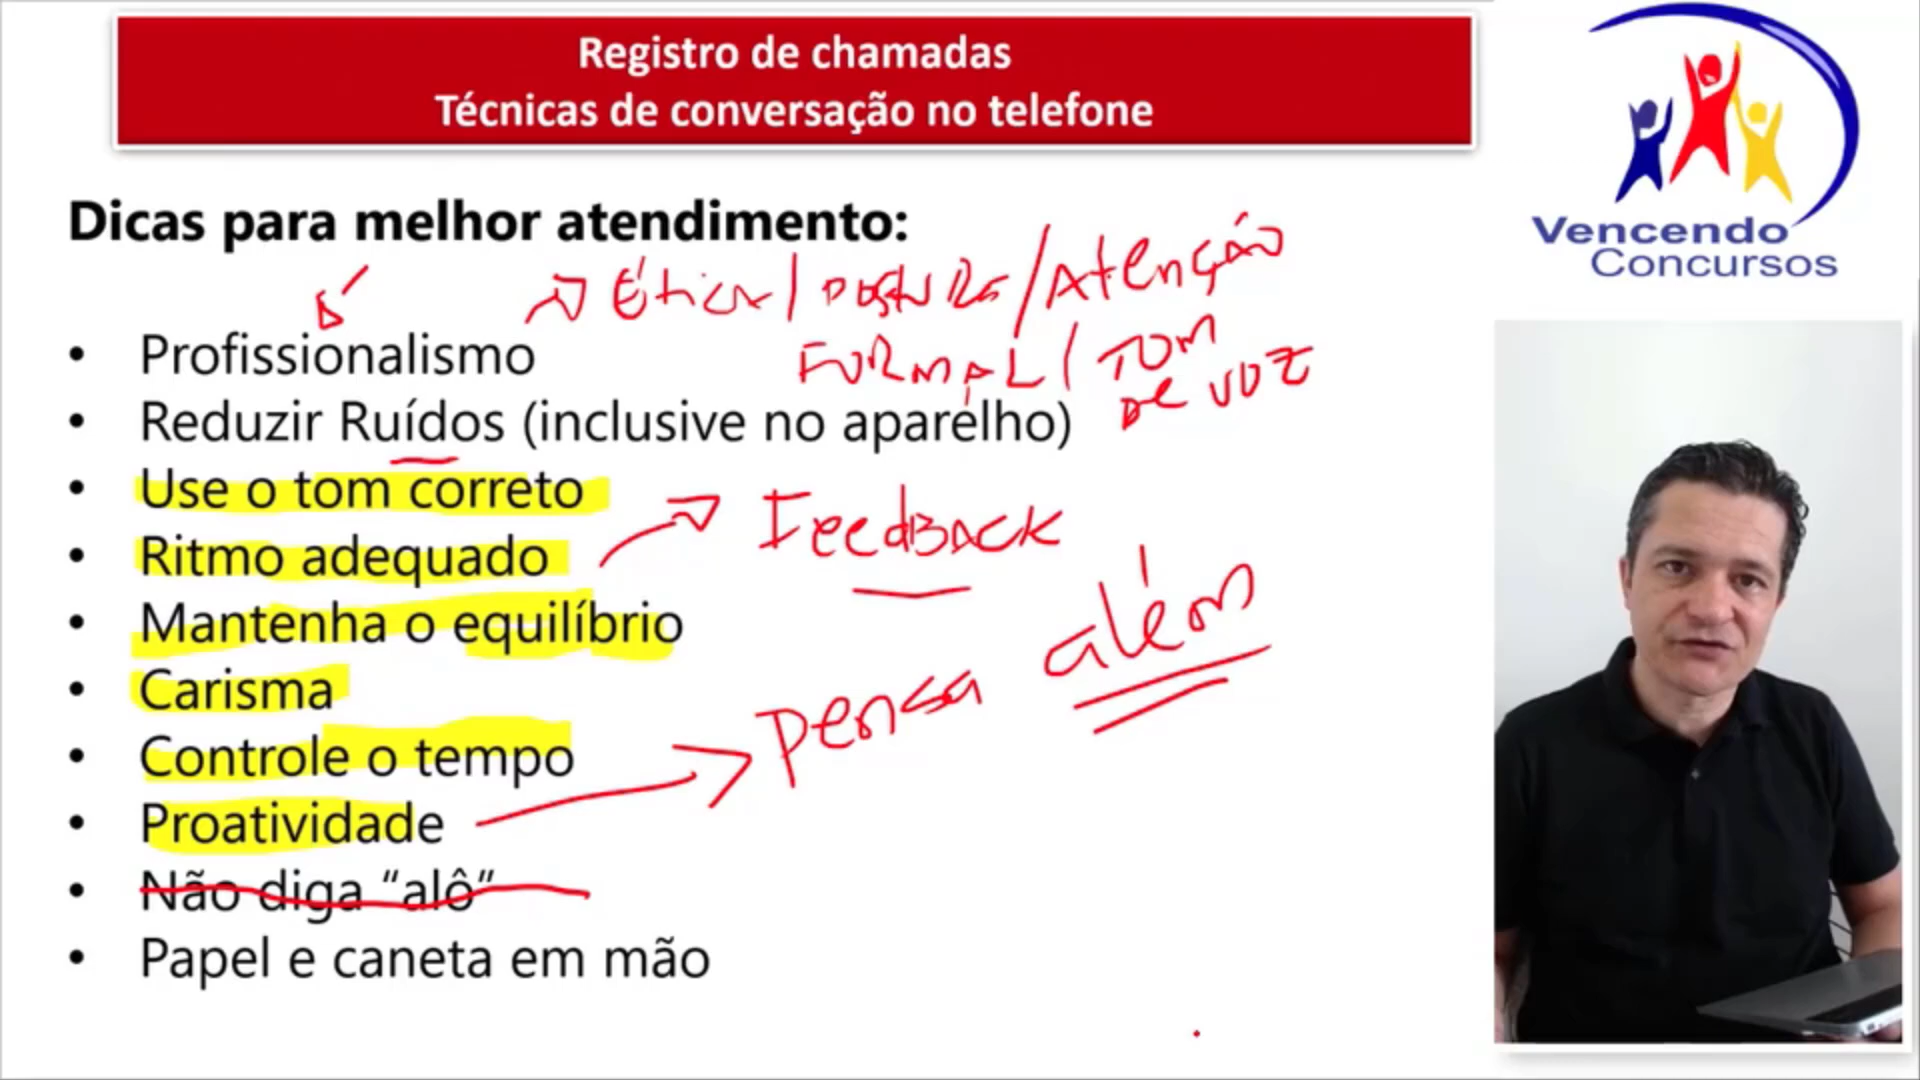 Registro de chamadas
Técnicas de conversação no telefone
Vencendo
Concursos
Dicas para melhor atendimento:
Ética / Postura / Atenção
Formal / Tom
de voz
• Profissionalismo
• Reduzir Ruídos (inclusive no aparelho)
• Use o tom correto
Feedback
• Ritmo adequado
• Mantenha o equilíbrio
• Carisma
pensa além
• Controle o tempo
• Proatividade
• Não diga “alô”
• Papel e caneta em mão